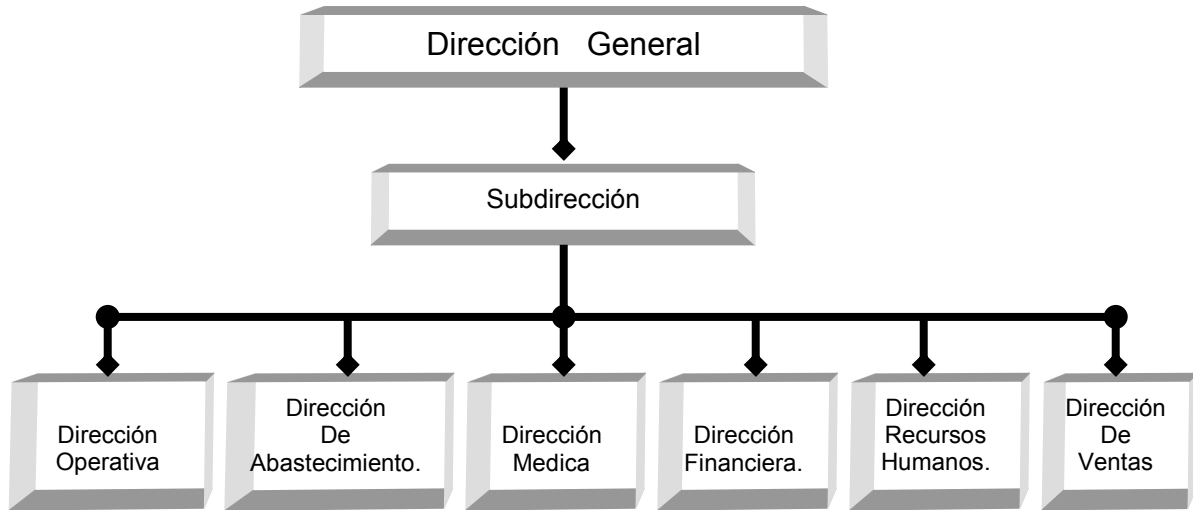 Dirección General
Subdirección
Dirección
Operativa
Dirección
De
Abastecimiento.
Dirección
Medica
Dirección
Financiera.
Dirección
Recursos
Humanos.
Dirección
De
Ventas